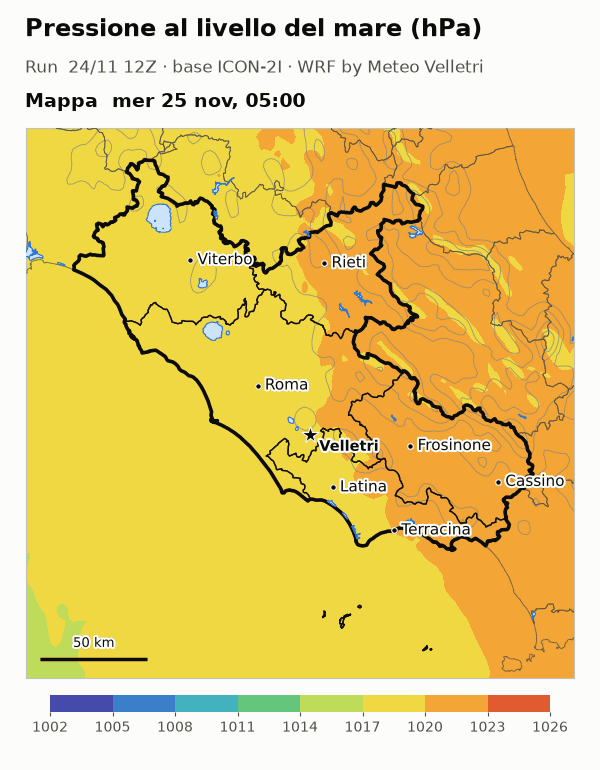 Pressione al livello del mare (hPa)
Run  24/11 12Z · base ICON-2I · WRF by Meteo Velletri
Mappa  mer 25 nov, 05:00
Viterbo
Rieti
Roma
Velletri
Frosinone
Latina
Cassino
Terracina
50 km
1002 1005 1008 1011 1014 1017 1020 1023 1026